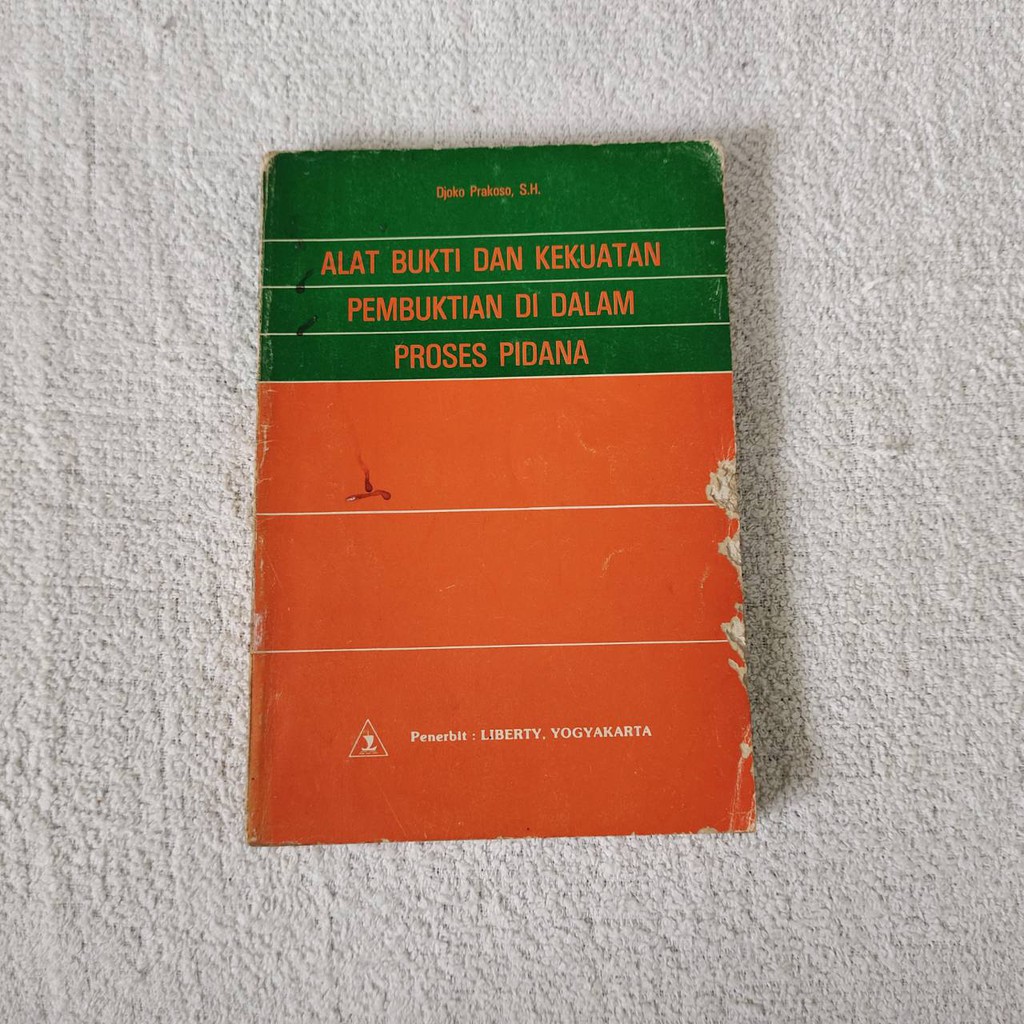 Djoko Prakoso, S.H.
ALAT BUKTI DAN KEKUATAN
PEMBUKTIAN DI DALAM
PROSES PIDANA
Penerbit : LIBERTY, YOGYAKARTA